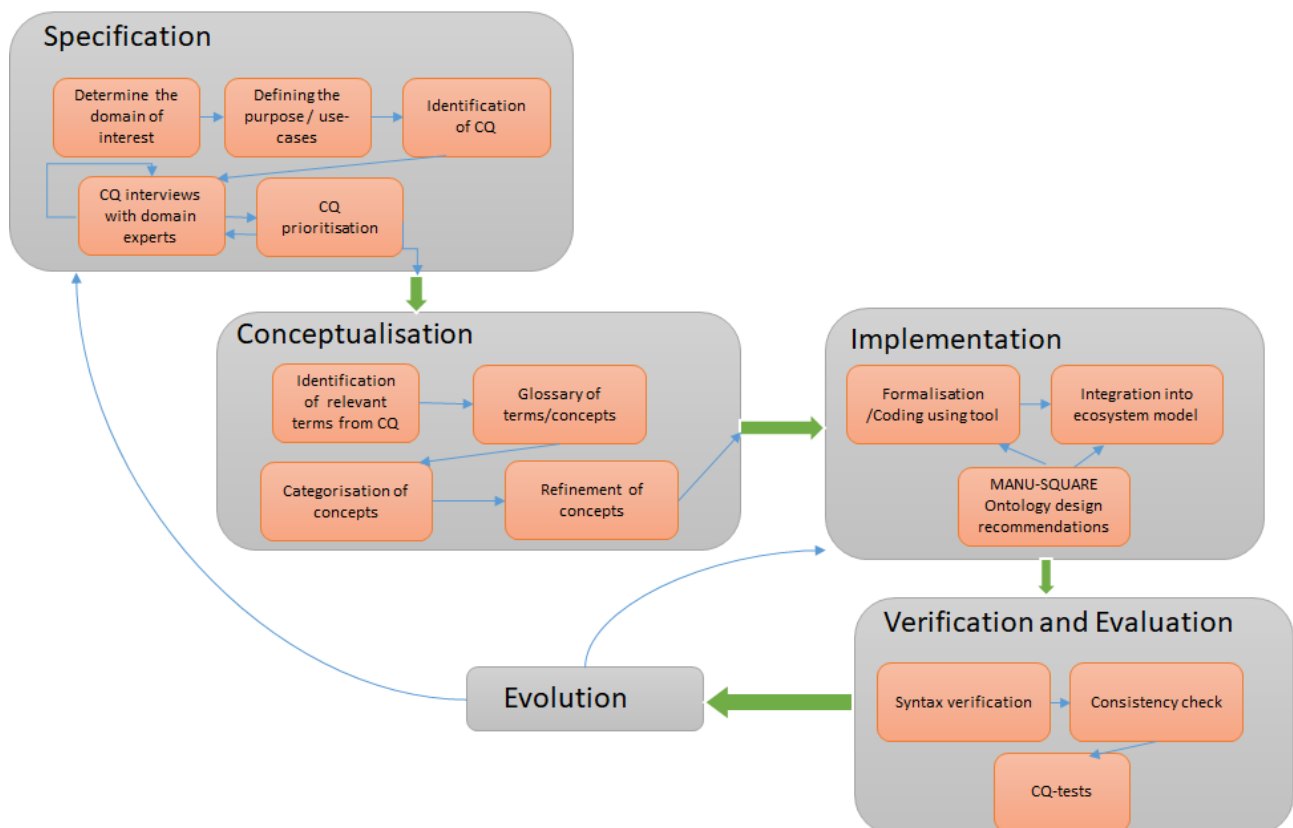 Specification
Determine the
domain of
interest
Defining the
purpose / use-
cases
Identification
of CQ
CQ interviews
with domain
experts
CQ
prioritisation
Conceptualisation
Identification
of relevant
terms from CQ
Glossary of
terms/concepts
Categorisation of
concepts
Refinement of
concepts
Implementation
Formalisation
/Coding using tool
Integration into
ecosystem model
MANU-SQUARE
Ontology design
recommendations
Verification and Evaluation
Syntax verification
Consistency check
CQ-tests
Evolution